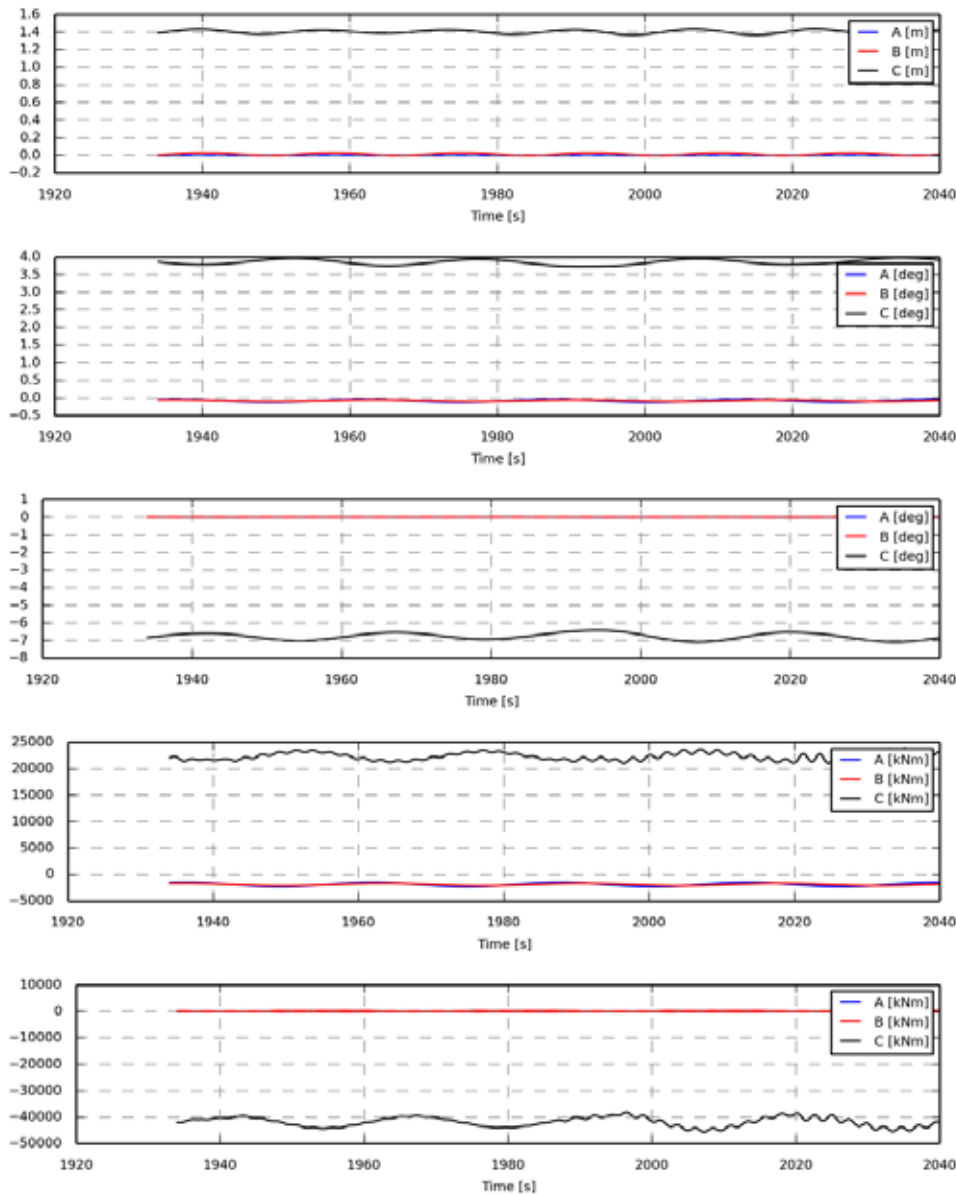 1.6
1.4
1.2
1.0
0.8
0.6
0.4
0.2
0.0
−0.2
A [m]
B [m]
C [m]
1920 1940 1960 1980 2000 2020 2040
Time [s]
4.0
3.5
3.0
2.5
2.0
1.5
1.0
0.5
0.0
−0.5
A [deg]
B [deg]
C [deg]
1920 1940 1960 1980 2000 2020 2040
Time [s]
1
0
−1
−2
−3
−4
−5
−6
−7
−8
A [deg]
B [deg]
C [deg]
1920 1940 1960 1980 2000 2020 2040
Time [s]
25000
20000
15000
10000
5000
0
−5000
A [kNm]
B [kNm]
C [kNm]
1920 1940 1960 1980 2000 2020 2040
Time [s]
10000
0
−10000
−20000
−30000
−40000
−50000
A [kNm]
B [kNm]
C [kNm]
1920 1940 1960 1980 2000 2020 2040
Time [s]